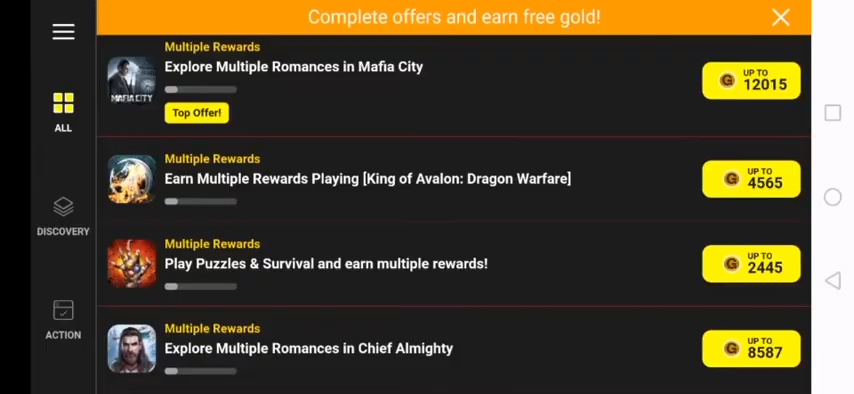 Complete offers and earn free gold!
ALL
DISCOVERY
ACTION
Multiple Rewards
Explore Multiple Romances in Mafia City
MAFIA CITY
Top Offer!
G
UP TO
12015
Multiple Rewards
Earn Multiple Rewards Playing [King of Avalon: Dragon Warfare]
G
UP TO
4565
Multiple Rewards
Play Puzzles & Survival and earn multiple rewards!
G
UP TO
2445
Multiple Rewards
Explore Multiple Romances in Chief Almighty
G
UP TO
8587